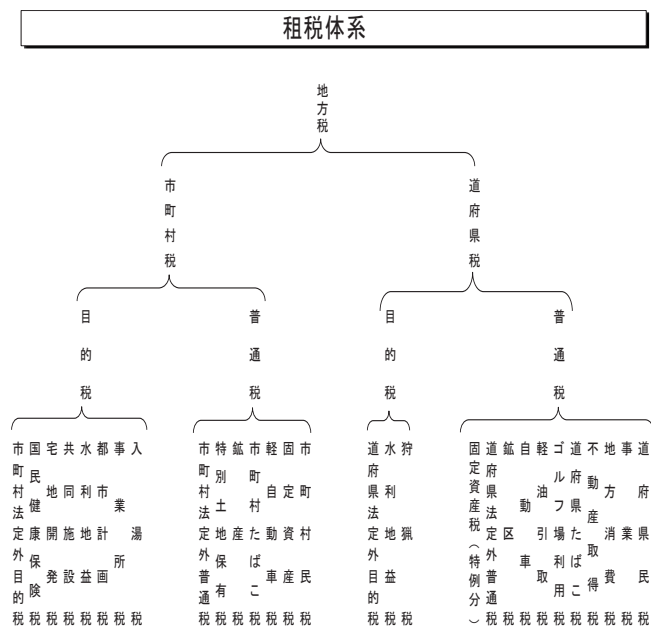 租税体系
地方税
道府県税
市町村税
普通税
目的税
普通税
目的税
道府県民税
事業税
地方消費税
不動産取得税
道府県たばこ税
ゴルフ場利用税
軽油引取税
自動車税
鉱区税
道府県法定外普通税
固定資産税（特例分）
狩猟税
水利地益税
道府県法定外目的税
市町村民税
固定資産税
軽自動車税
市町村たばこ税
鉱産税
特別土地保有税
市町村法定外普通税
入湯税
事業所税
都市計画税
水利地益税
共同施設税
宅地開発税
国民健康保険税
市町村法定外目的税